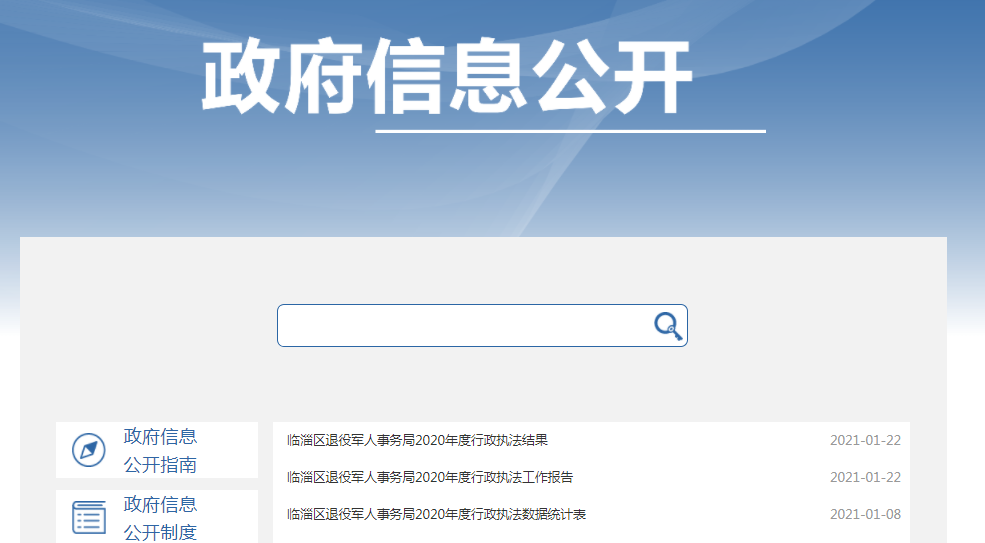 政府信息公开
政府信息
公开指南
政府信息
公开制度
临淄区退役军人事务局2020年度行政执法结果 2021-01-22
临淄区退役军人事务局2020年度行政执法工作报告 2021-01-22
临淄区退役军人事务局2020年度行政执法数据统计表 2021-01-08